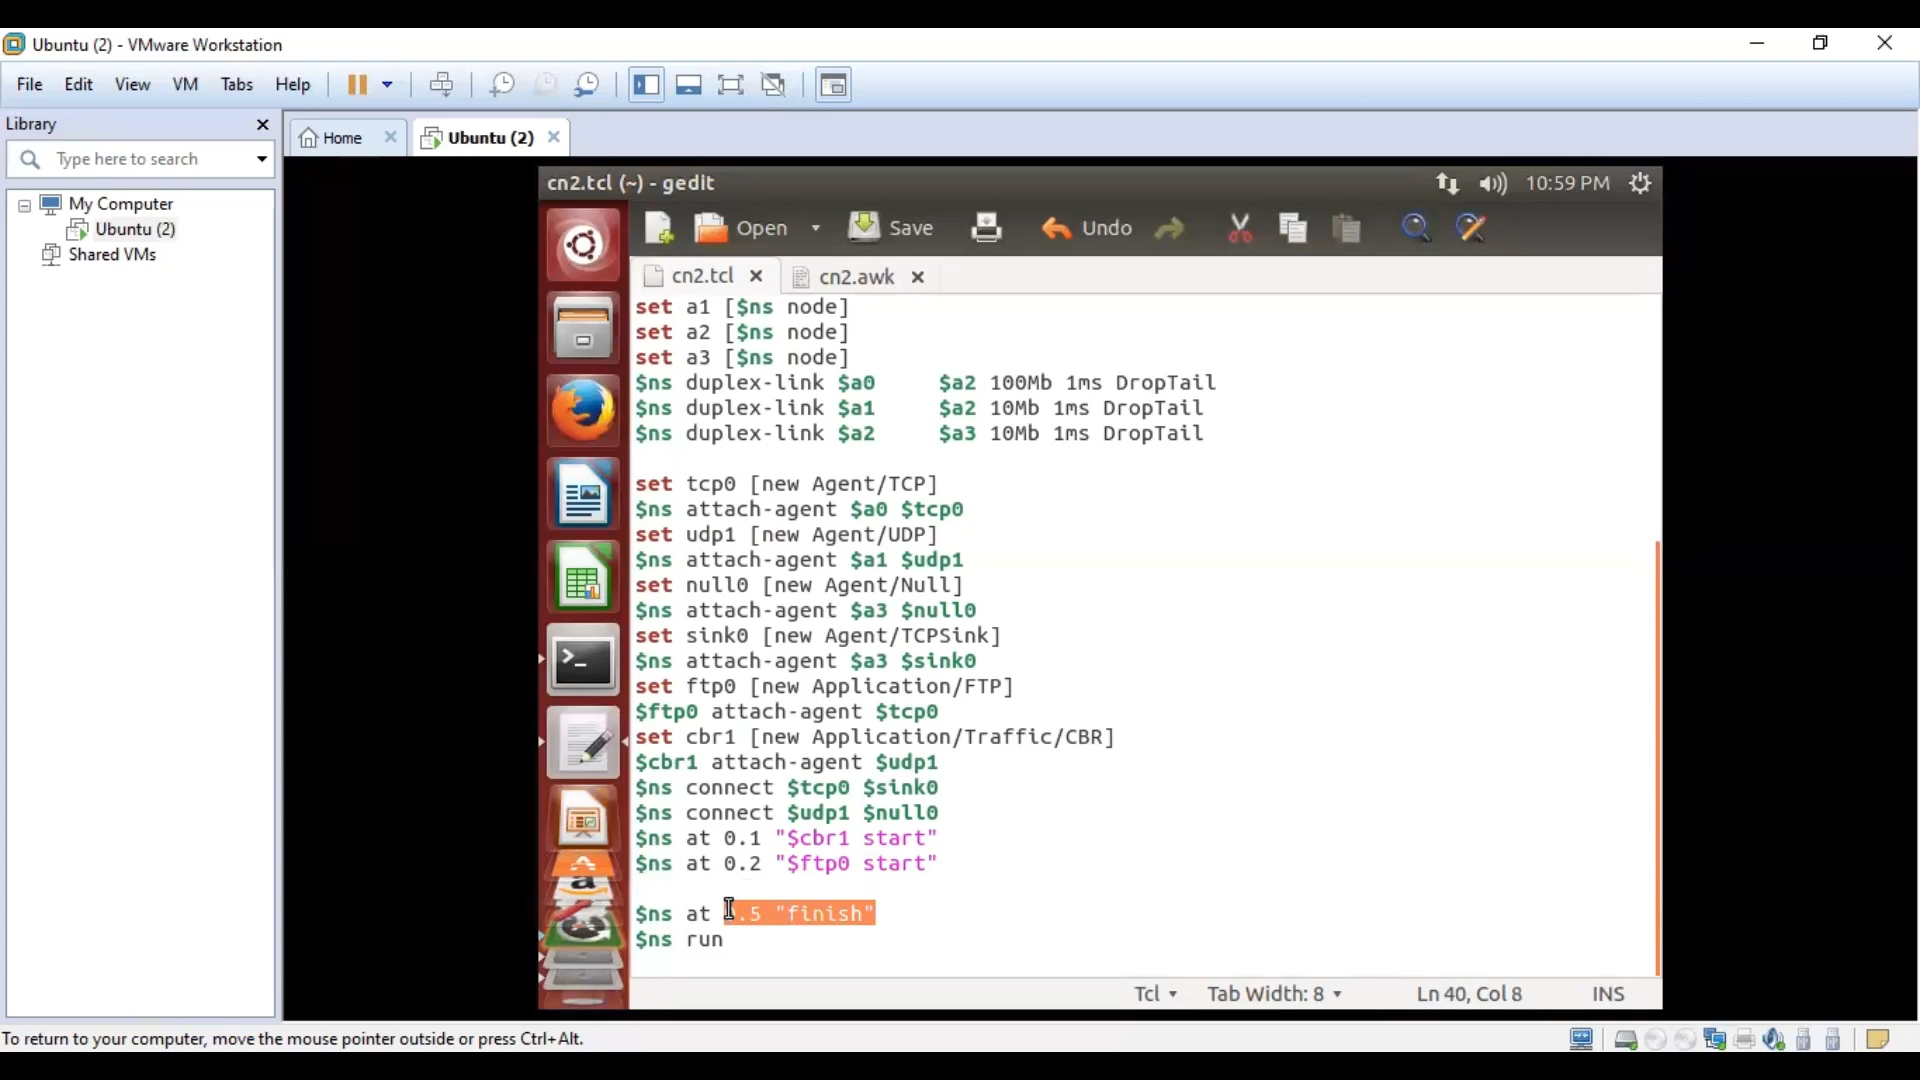 Ubuntu (2) - VMware Workstation
File Edit View VM Tabs Help
Library
Home
Ubuntu (2)
Type here to search
My Computer
Ubuntu (2)
Shared VMs
cn2.tcl (~) - gedit
10:59 PM
Open Save Undo
cn2.tcl
cn2.awk
set a1 [$ns node]
set a2 [$ns node]
set a3 [$ns node]
$ns duplex-link $a0 $a2 100Mb 1ms DropTail
$ns duplex-link $a1 $a2 10Mb 1ms DropTail
$ns duplex-link $a2 $a3 10Mb 1ms DropTail
set tcp0 [new Agent/TCP]
$ns attach-agent $a0 $tcp0
set udp1 [new Agent/UDP]
$ns attach-agent $a1 $udp1
set null0 [new Agent/Null]
$ns attach-agent $a3 $null0
set sink0 [new Agent/TCPSink]
$ns attach-agent $a3 $sink0
set ftp0 [new Application/FTP]
$ftp0 attach-agent $tcp0
set cbr1 [new Application/Traffic/CBR]
$cbr1 attach-agent $udp1
$ns connect $tcp0 $sink0
$ns connect $udp1 $null0
$ns at 0.1 "$cbr1 start"
$ns at 0.2 "$ftp0 start"
$ns at .5 "finish"
$ns run
Tcl Tab Width: 8 Ln 40, Col 8 INS
To return to your computer, move the mouse pointer outside or press Ctrl+Alt.